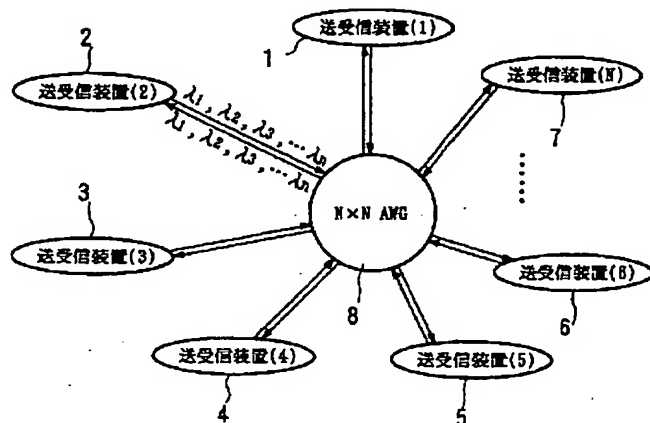 送受信装置(1)
1
2
送受信装置(2)
送受信装置(N)
7
λ1, λ2, λ3, …λn
λ1, λ2, λ3, …λn
3
N×N AWG
送受信装置(3)
送受信装置(6)
8
6
送受信装置(4)
送受信装置(5)
4
5